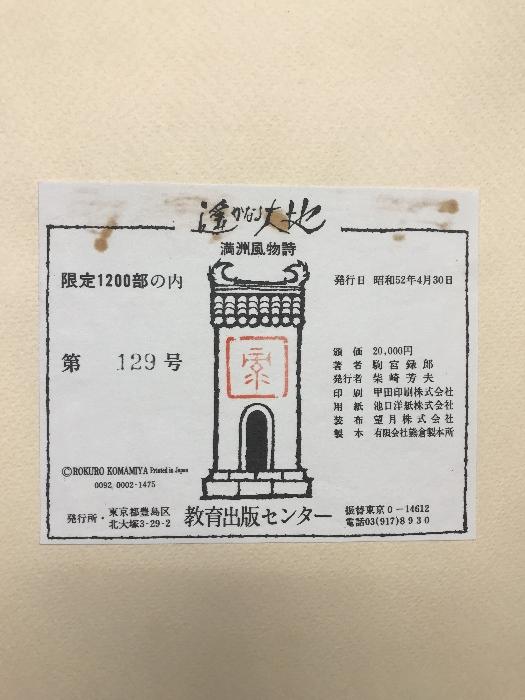 遙かなる大地
満洲風物詩
限定1200部の内
第 129 号
発行日 昭和52年4月30日
頒価 20,000円
著者 駒宮録郎
発行者 柴崎芳夫
印刷 甲田印刷株式会社
用紙 池口洋紙株式会社
装布 望月株式会社
製本 有限会社熊倉製本所
©ROKURO KOMAMIYA Printed in Japan
0092-0002-1475
発行所・東京都豊島区
北大塚3-29-2
教育出版センター
振替東京0-14612
電話03(917)8930